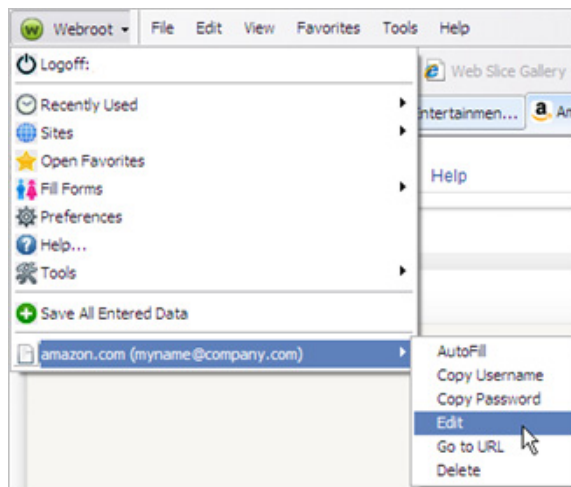 Webroot File Edit View Favorites Tools Help
Logoff:
Web Slice Gallery
Recently Used
ntertainmen... a. Am
Sites
Open Favorites
Help
Fill Forms
Preferences
Help...
Tools
Save All Entered Data
amazon.com (myname@company.com)
AutoFill
Copy Username
Copy Password
Edit
Go to URL
Delete